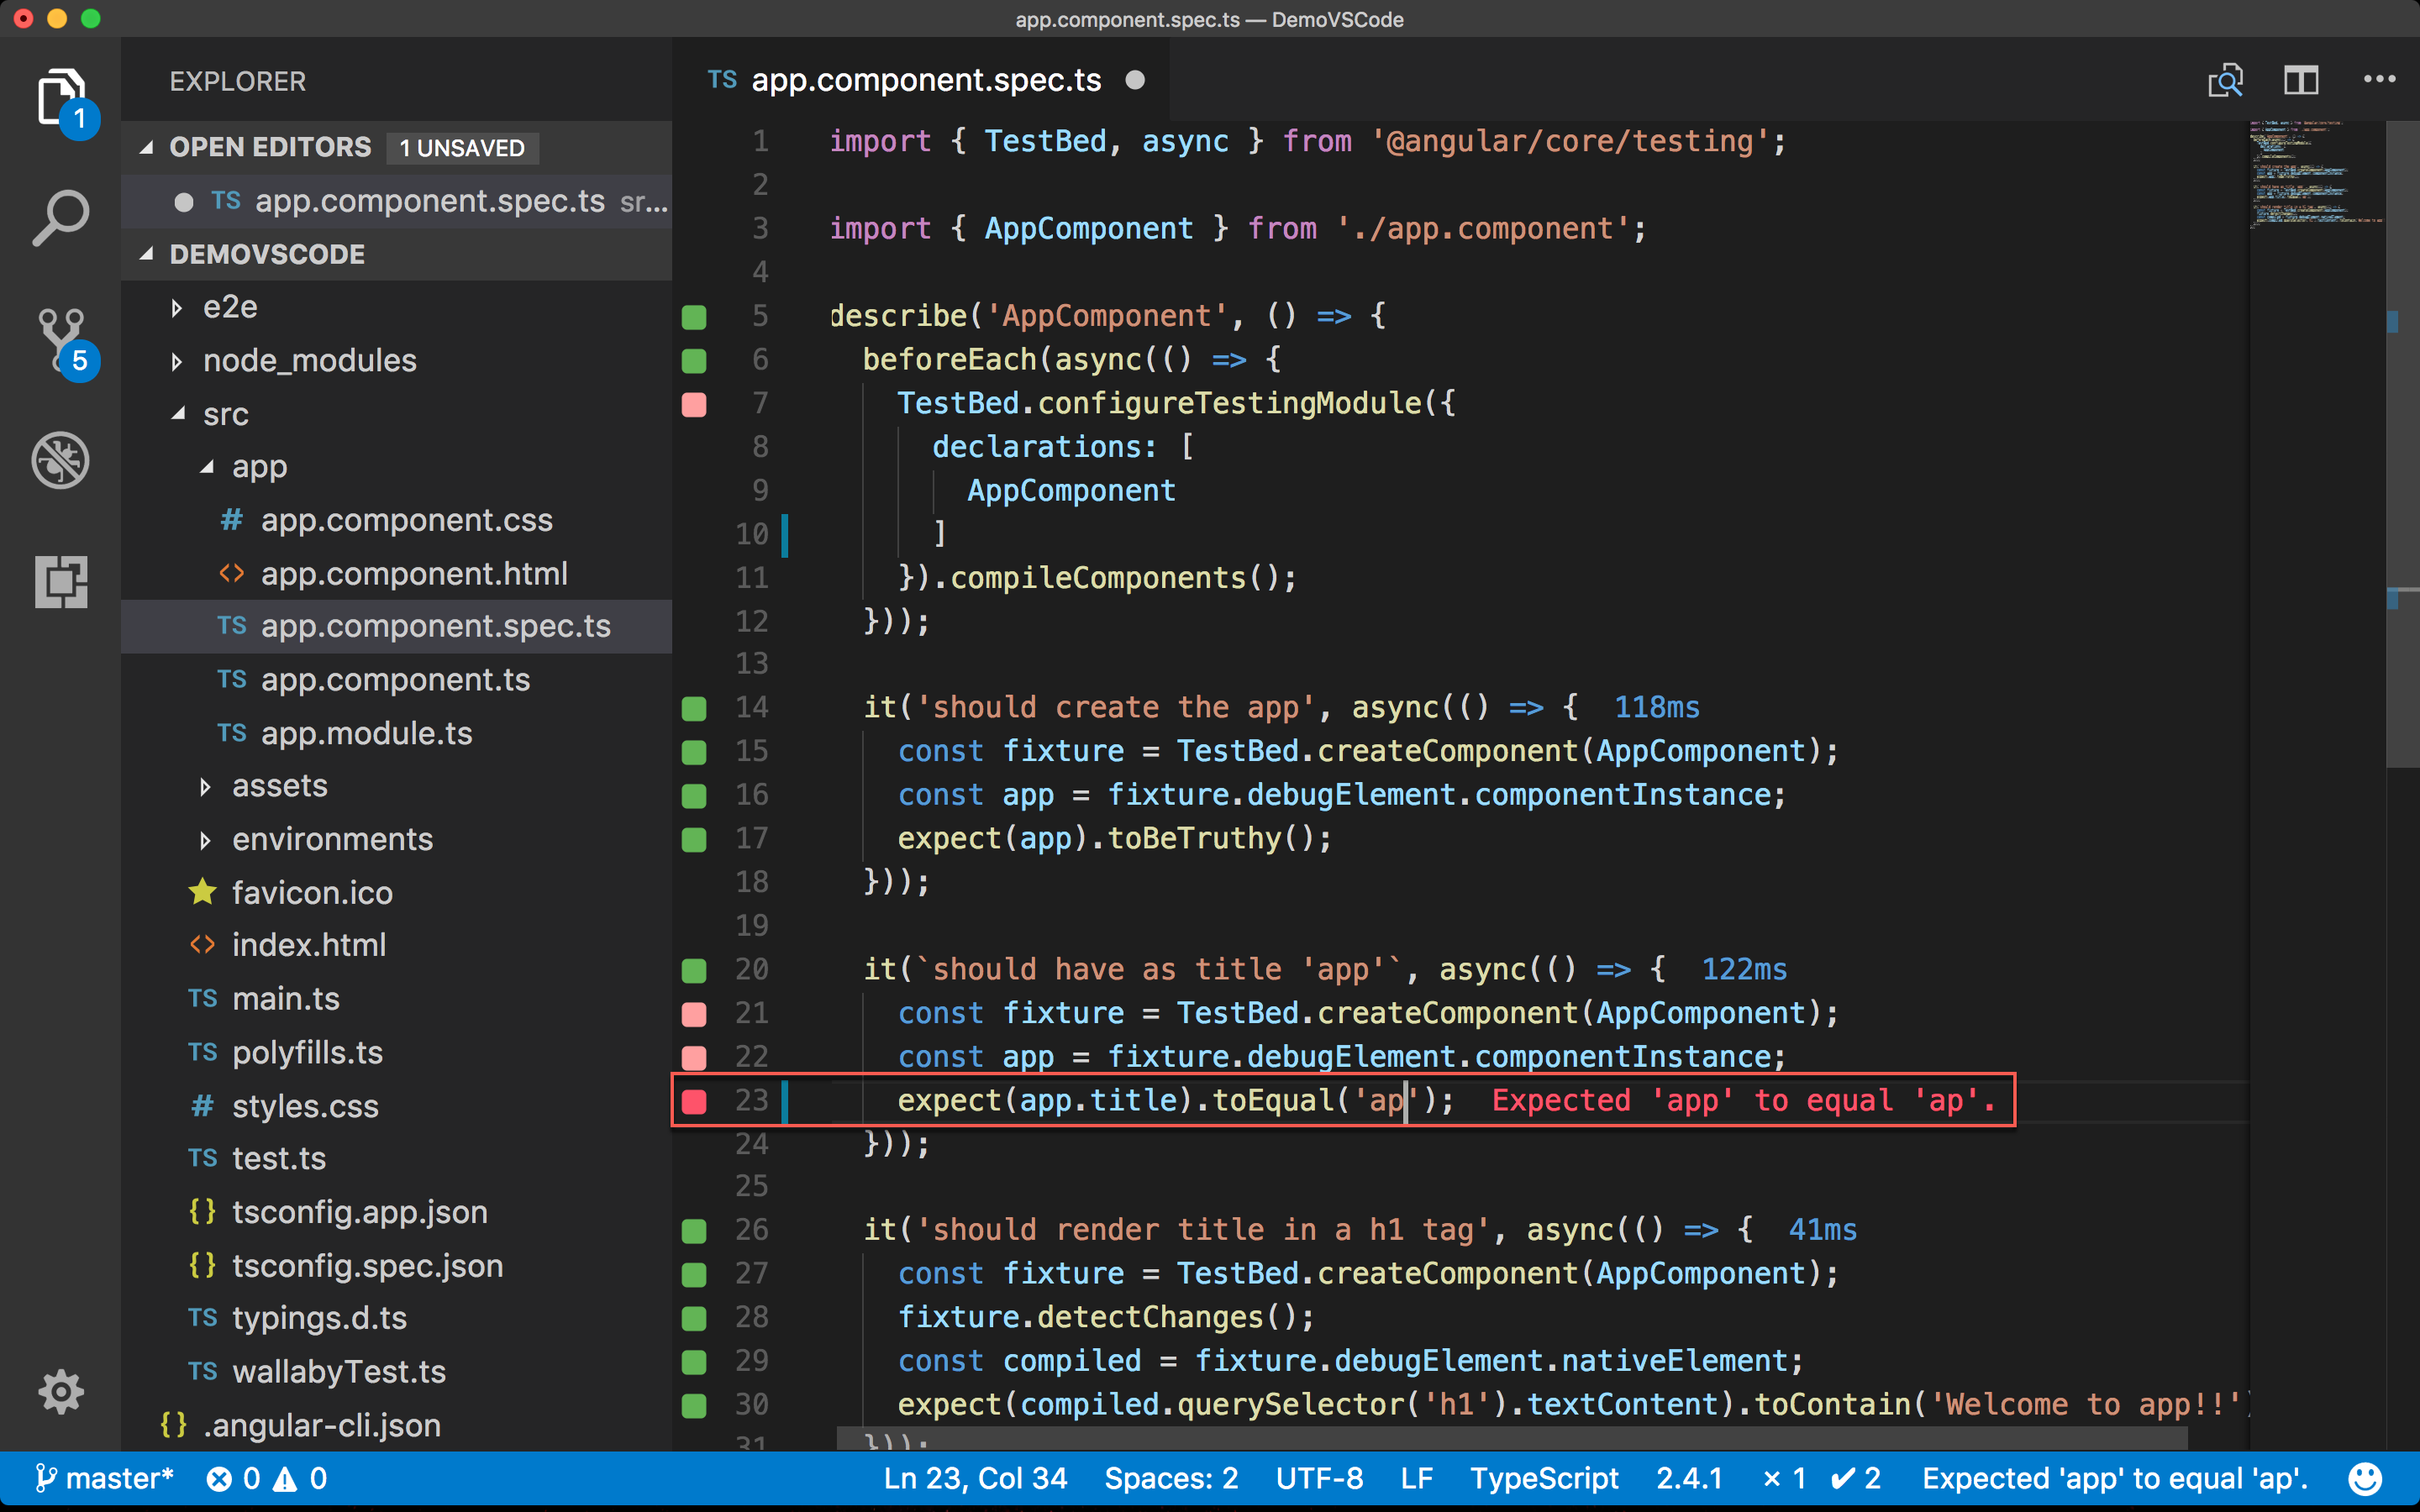 app.component.spec.ts — DemoVSCode
EXPLORER
1
5
OPEN EDITORS 1 UNSAVED
TS app.component.spec.ts sr...
DEMOVSCODE
e2e
node_modules
src
app
# app.component.css
<> app.component.html
TS app.component.spec.ts
TS app.component.ts
TS app.module.ts
assets
environments
favicon.ico
<> index.html
TS main.ts
TS polyfills.ts
# styles.css
TS test.ts
{} tsconfig.app.json
{} tsconfig.spec.json
TS typings.d.ts
TS wallabyTest.ts
{} .angular-cli.json
TS app.component.spec.ts
1 import { TestBed, async } from '@angular/core/testing';
2
3 import { AppComponent } from './app.component';
4
5 describe('AppComponent', () => {
6 beforeEach(async(() => {
7 TestBed.configureTestingModule({
8 declarations: [
9 AppComponent
10 ]
11 }).compileComponents();
12 }));
13
14 it('should create the app', async(() => { 118ms
15 const fixture = TestBed.createComponent(AppComponent);
16 const app = fixture.debugElement.componentInstance;
17 expect(app).toBeTruthy();
18 }));
19
20 it(`should have as title 'app'`, async(() => { 122ms
21 const fixture = TestBed.createComponent(AppComponent);
22 const app = fixture.debugElement.componentInstance;
23 expect(app.title).toEqual('ap'); Expected 'app' to equal 'ap'.
24 }));
25
26 it('should render title in a h1 tag', async(() => { 41ms
27 const fixture = TestBed.createComponent(AppComponent);
28 fixture.detectChanges();
29 const compiled = fixture.debugElement.nativeElement;
30 expect(compiled.querySelector('h1').textContent).toContain('Welcome to app!!')
31 }));
master* 0 0 Ln 23, Col 34 Spaces: 2 UTF-8 LF TypeScript 2.4.1 × 1 ✔ 2 Expected 'app' to equal 'ap'.